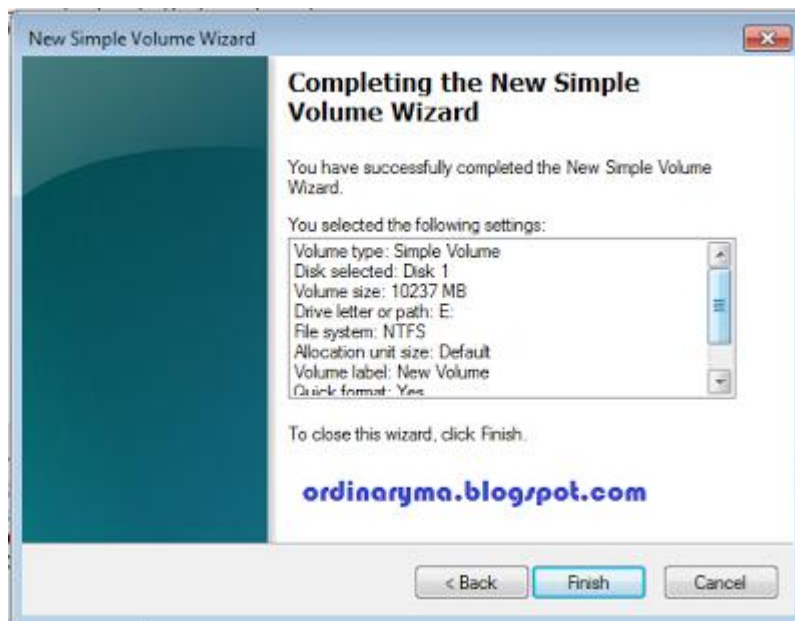 New Simple Volume Wizard
Completing the New Simple
Volume Wizard
You have successfully completed the New Simple Volume
Wizard.
You selected the following settings:
Volume type: Simple Volume
Disk selected: Disk 1
Volume size: 10237 MB
Drive letter or path: E:
File system: NTFS
Allocation unit size: Default
Volume label: New Volume
Quick format: Yes
To close this wizard, click Finish.
ordinaryma.blogspot.com
< Back
Finish
Cancel